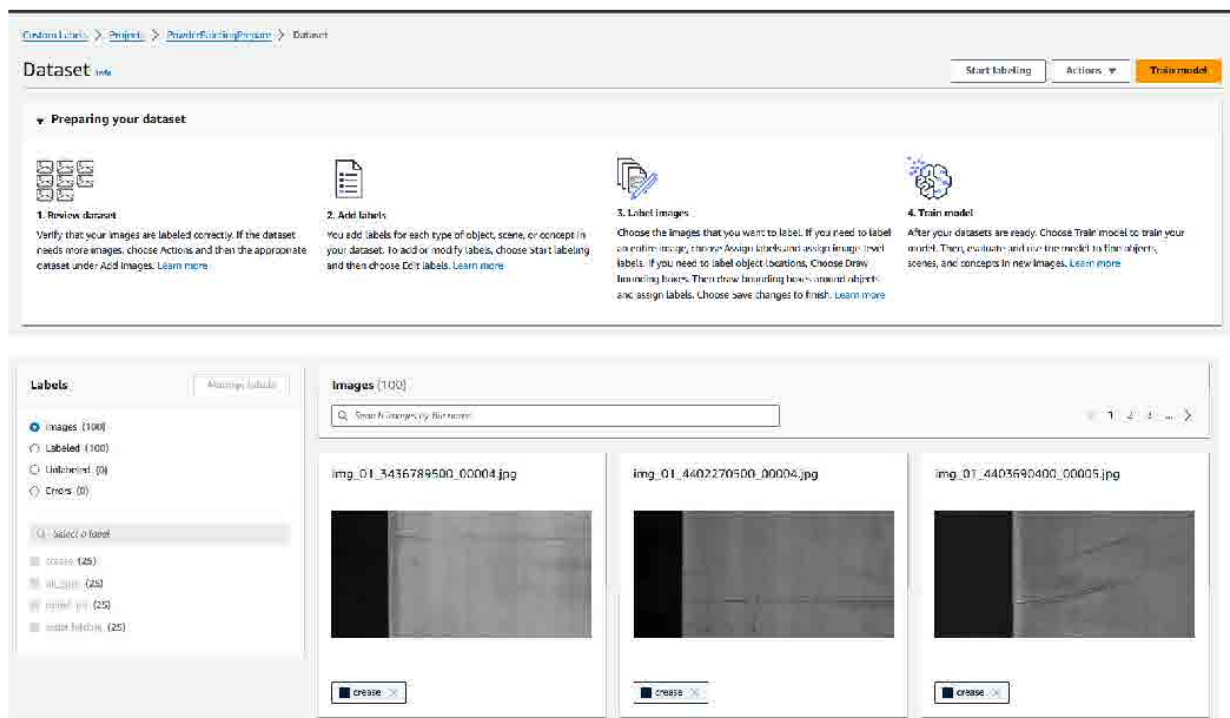 Custom Labels > Projects > PowderPaintingPrepare > Dataset
Dataset Info
Start labeling
Actions
Train model
Preparing your dataset
1. Review dataset
Verify that your images are labeled correctly. If the dataset
needs more images, choose Actions and then the appropriate
dataset under Add images. Learn more
2. Add labels
You add labels for each type of object, scene, or concept in
your dataset. To add or modify labels, choose Start labeling
and then choose Edit labels. Learn more
3. Label images
Choose the images that you want to label. If you need to label
an entire image, choose Assign labels and assign image-level
labels. If you need to label object locations, Choose Draw
bounding boxes. Then draw bounding boxes around objects
and assign labels. Choose Save changes to finish. Learn more
4. Train model
After your datasets are ready, Choose Train model to train your
model. Then, evaluate and use the model to find objects,
scenes, and concepts in new images. Learn more
Labels
Manage labels
Images (100)
Labeled (100)
Unlabeled (0)
Errors (0)
Select a label
crease (25)
(25)
(25)
(25)
Images (100)
Search images by file name
1 2 3 ...
img_01_3436789500_00004.jpg
crease
img_01_4402270500_00004.jpg
crease
img_01_4403690400_00005.jpg
crease